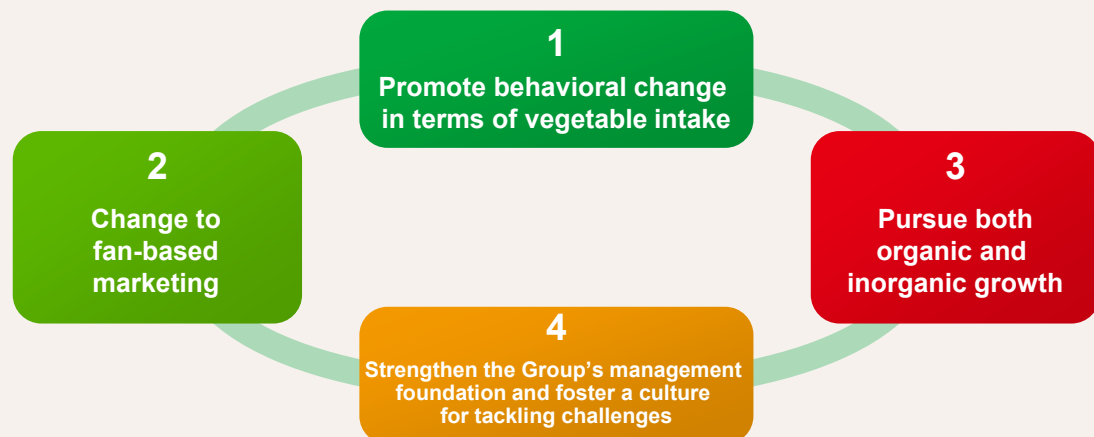 1
Promote behavioral change
in terms of vegetable intake
2
Change to
fan-based
marketing
3
Pursue both
organic and
inorganic growth
4
Strengthen the Group’s management
foundation and foster a culture
for tackling challenges